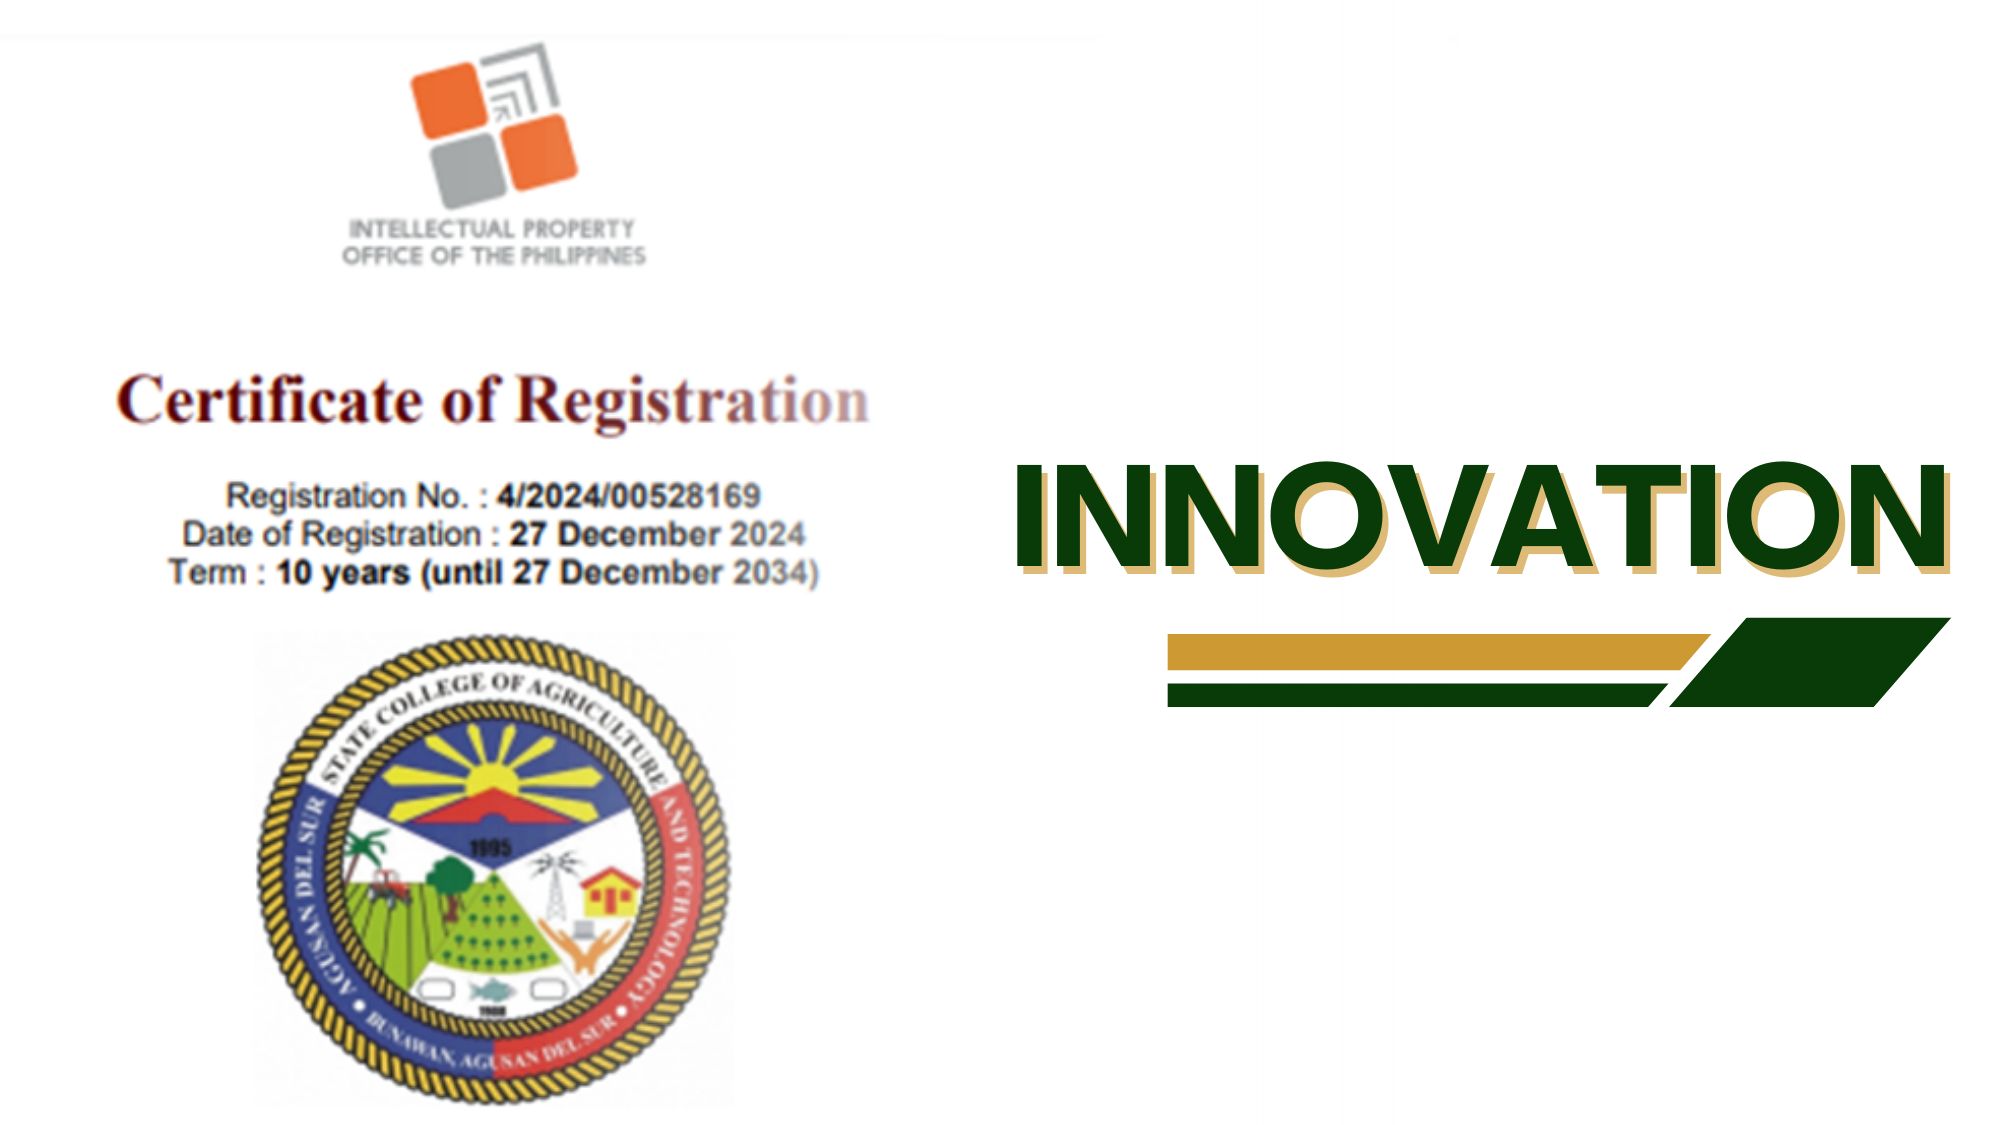 INTELLECTUAL PROPERTY
OFFICE OF THE PHILIPPINES
Certificate of Registration
Registration No. : 4/2024/00528169
Date of Registration : 27 December 2024
Term : 10 years (until 27 December 2034)
INNOVATION
AGUSAN DEL SUR STATE COLLEGE OF AGRICULTURE AND TECHNOLOGY
1995
1908
• BUNAWAN, AGUSAN DEL SUR •